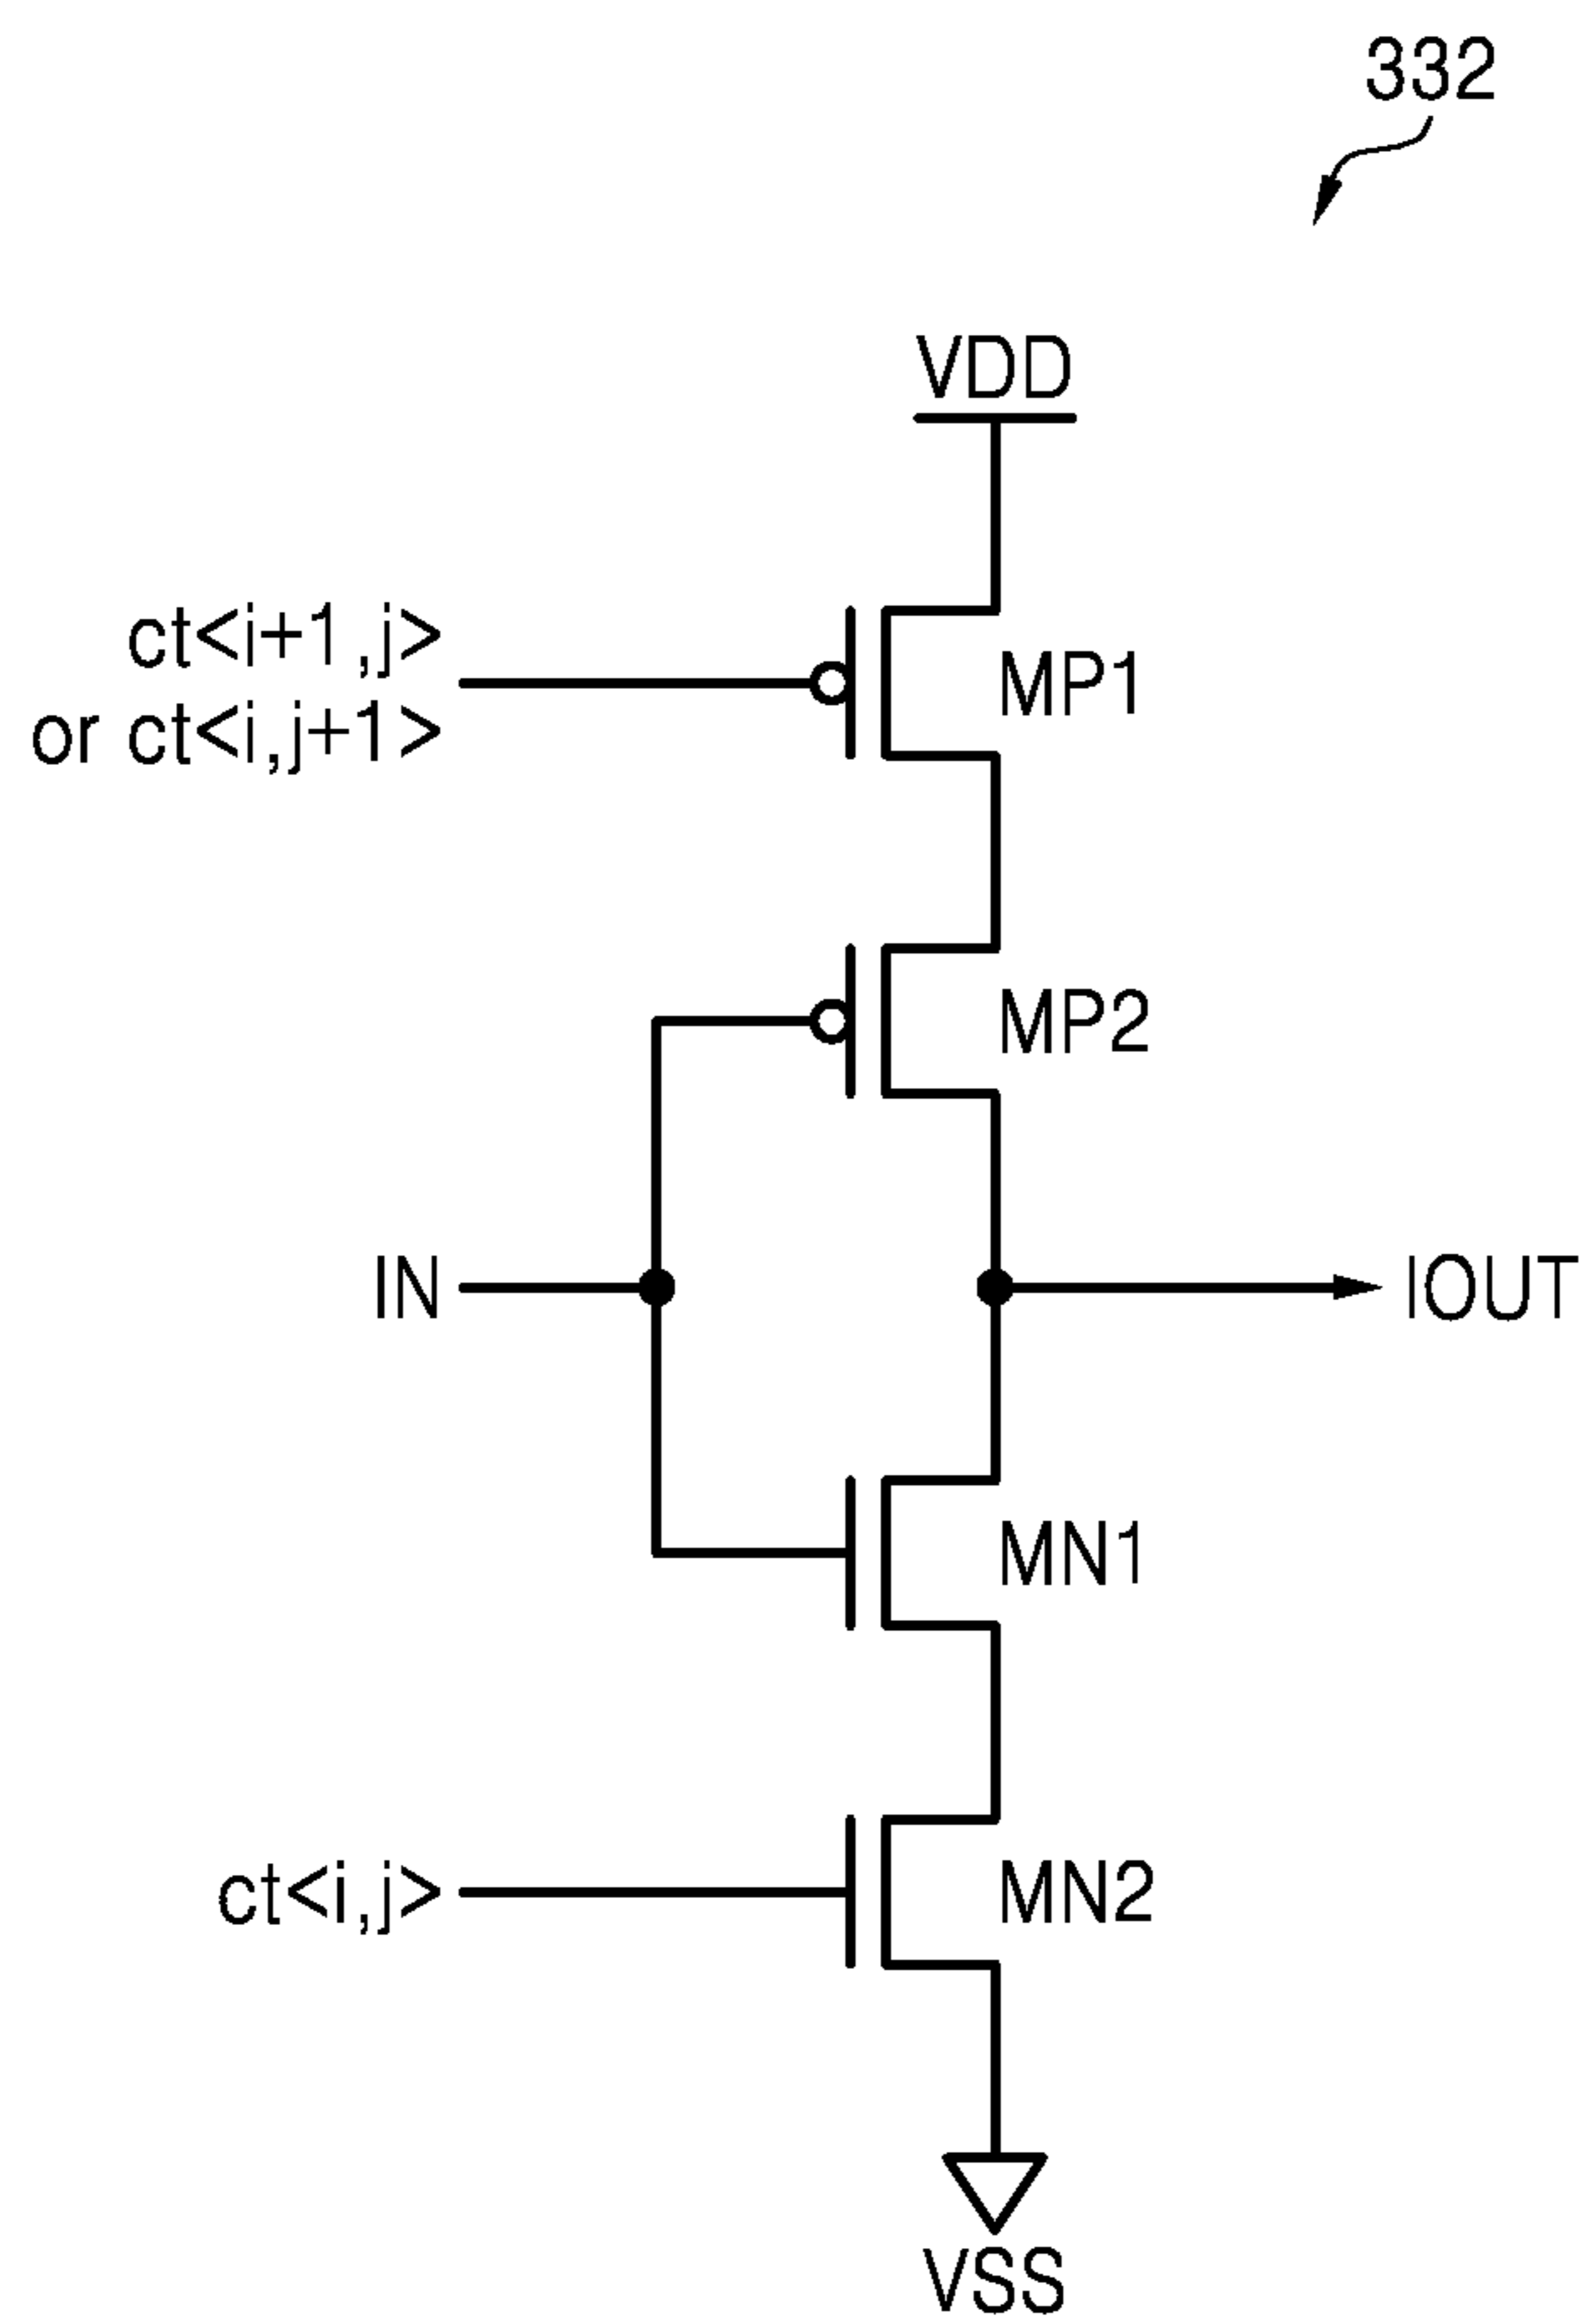 332
VDD
ct<i+1,j>
or ct<i,j+1>
MP1
MP2
IN
IOUT
MN1
ct<i,j>
MN2
VSS